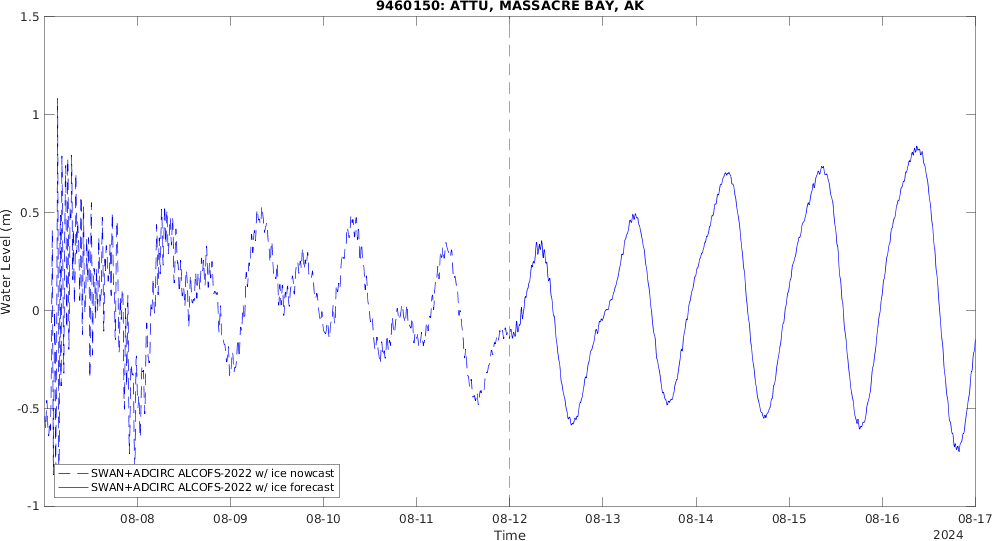 9460150: ATTU, MASSACRE BAY, AK
1.5
1
0.5
0
-0.5
-1
Water Level (m)
SWAN+ADCIRC ALCOFS-2022 w/ ice nowcast
SWAN+ADCIRC ALCOFS-2022 w/ ice forecast
08-08 08-09 08-10 08-11 08-12 08-13 08-14 08-15 08-16 08-17
Time
2024